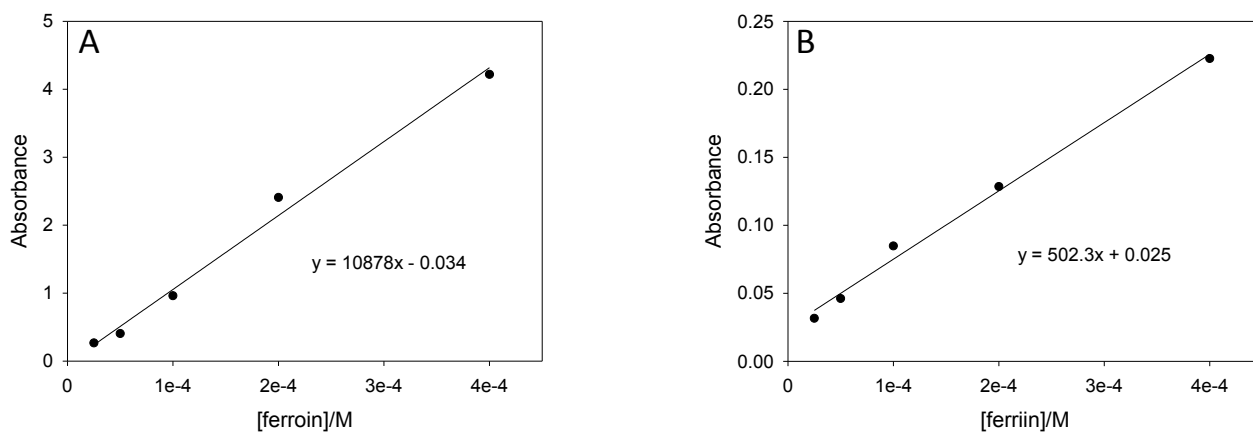 A
5
4
3
2
1
0
Absorbance
y = 10878x - 0.034
0
1e-4
2e-4
3e-4
4e-4
[ferroin]/M
B
0.25
0.20
0.15
0.10
0.05
0.00
Absorbance
y = 502.3x + 0.025
0
1e-4
2e-4
3e-4
4e-4
[ferriin]/M